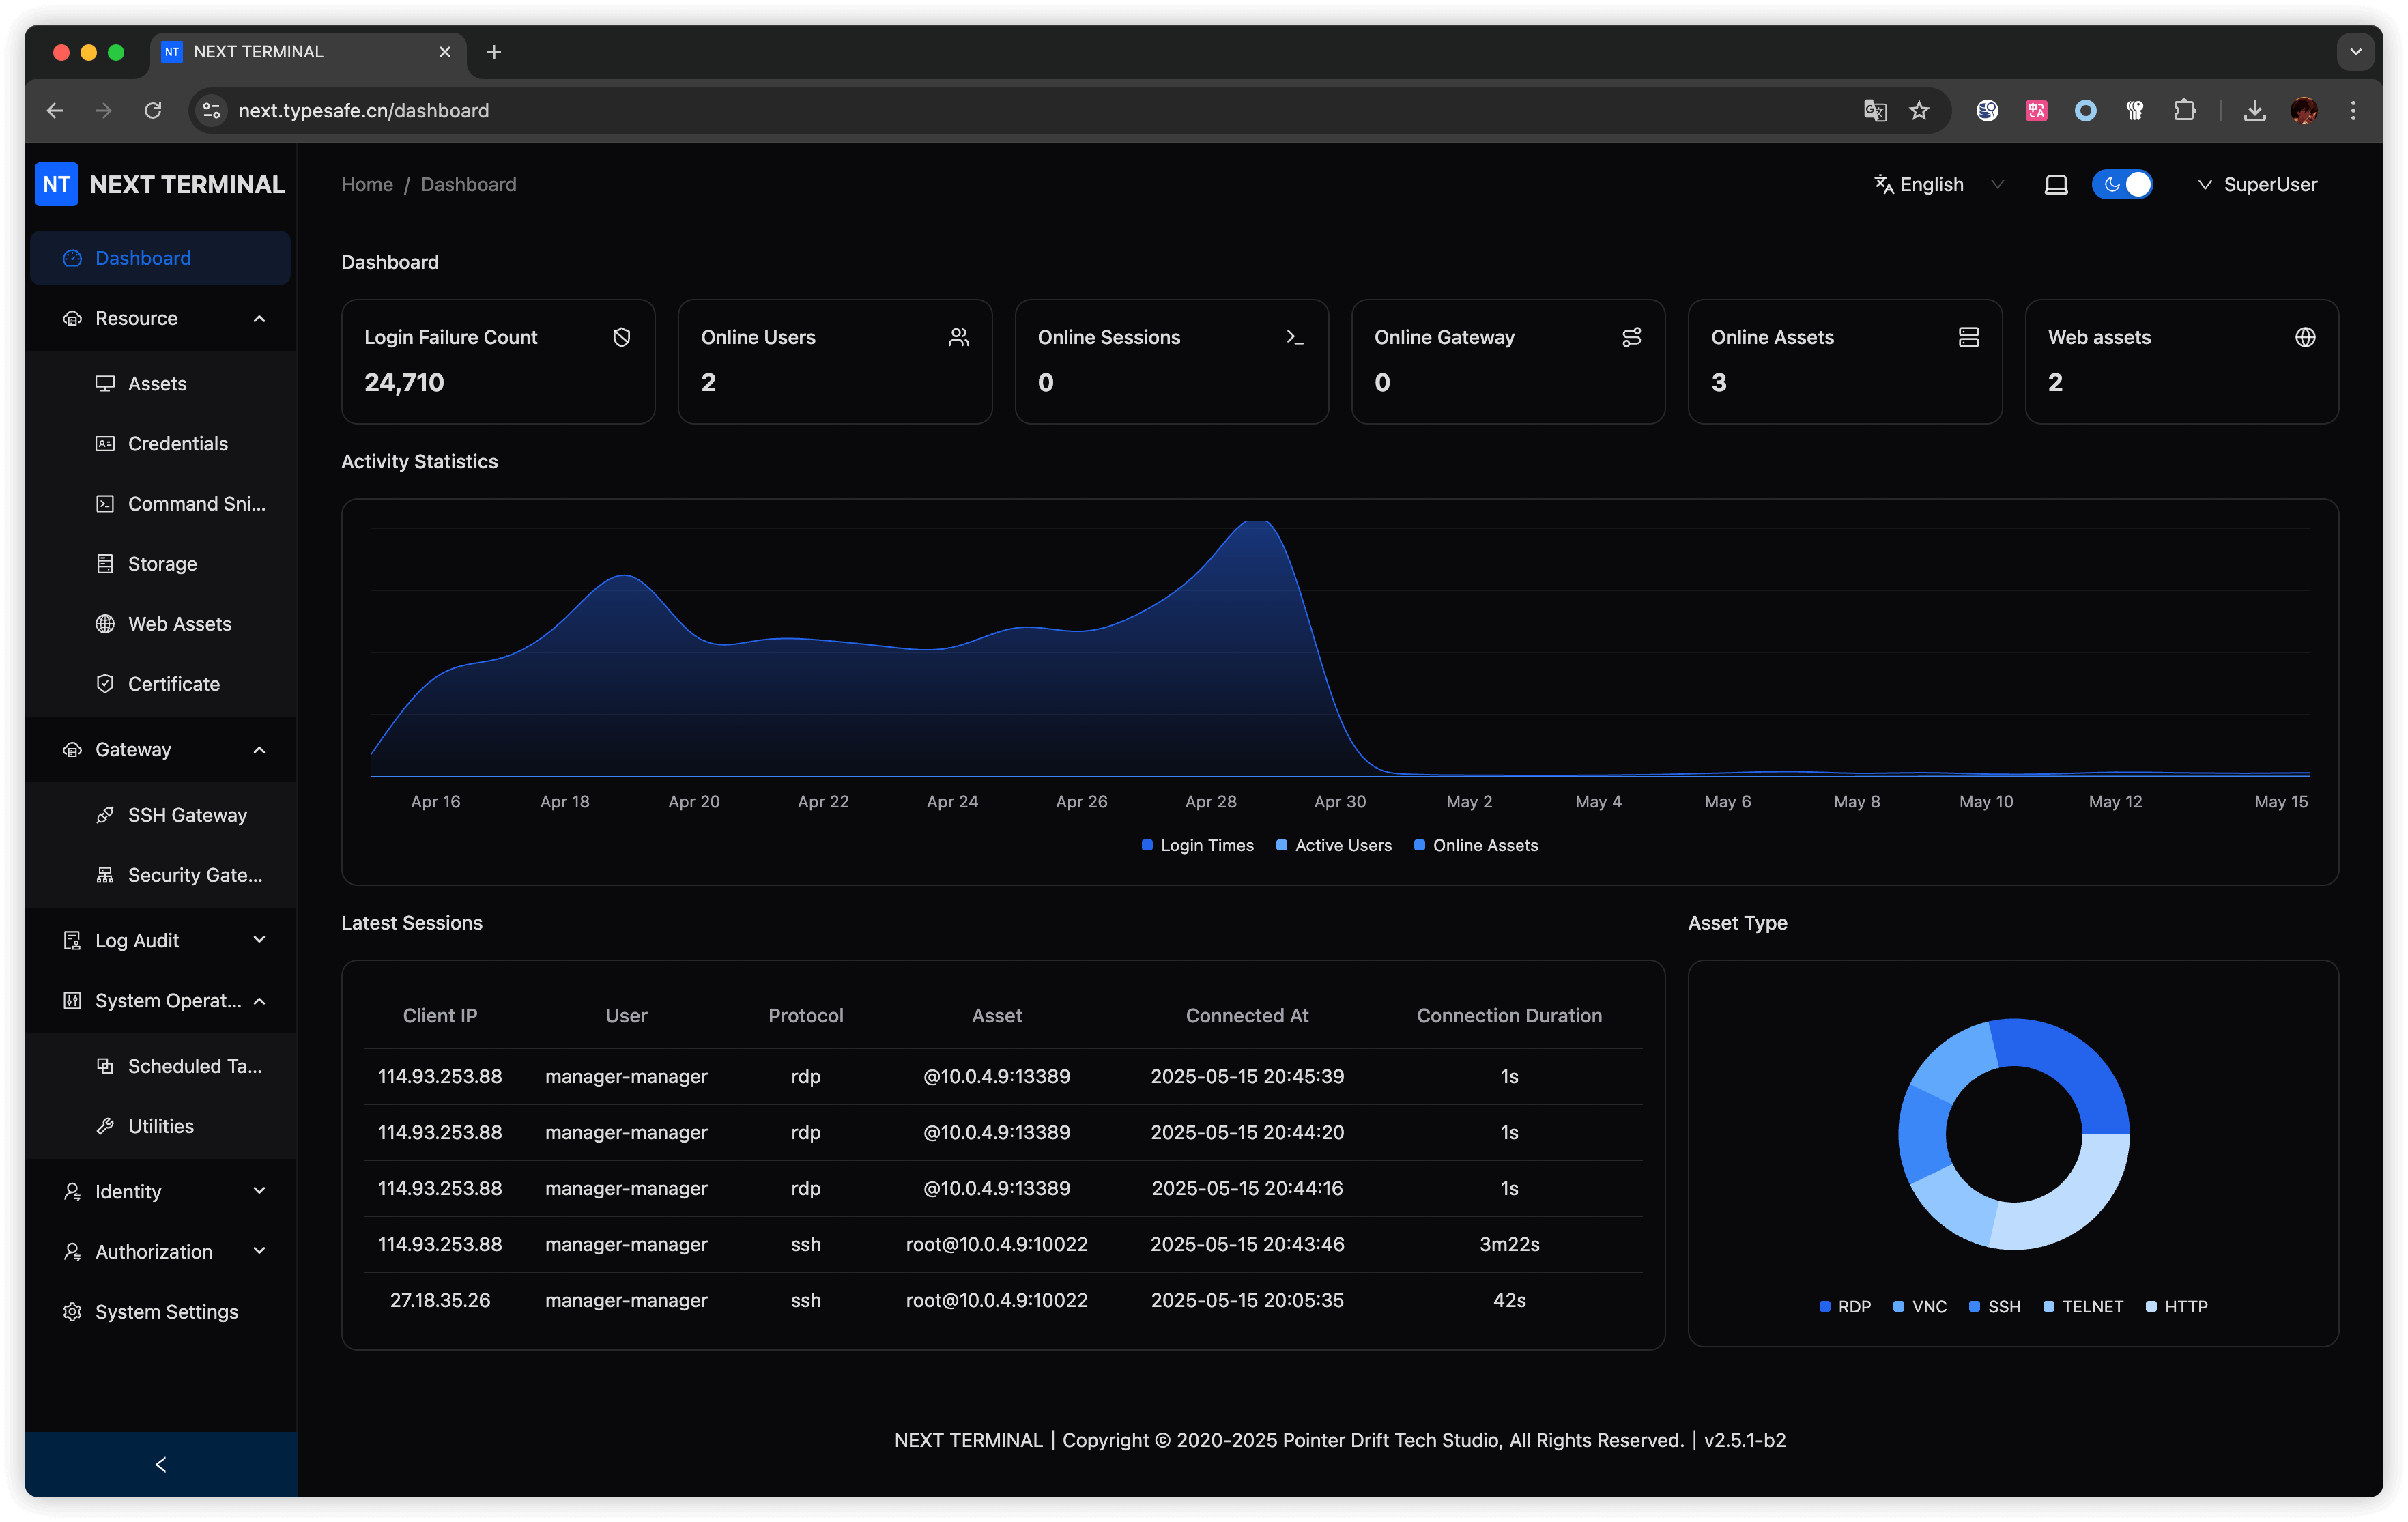 NT NEXT TERMINAL
next.typesafe.cn/dashboard
NT NEXT TERMINAL
Home / Dashboard
English
SuperUser
Dashboard
Resource
Assets
Credentials
Command Sni...
Storage
Web Assets
Certificate
Gateway
SSH Gateway
Security Gate...
Log Audit
System Operat...
Scheduled Ta...
Utilities
Identity
Authorization
System Settings
Dashboard
Login Failure Count
24,710
Online Users
2
Online Sessions
0
Online Gateway
0
Online Assets
3
Web assets
2
Activity Statistics
Apr 16 Apr 18 Apr 20 Apr 22 Apr 24 Apr 26 Apr 28 Apr 30 May 2 May 4 May 6 May 8 May 10 May 12 May 15
Login Times Active Users Online Assets
Latest Sessions
Client IP User Protocol Asset Connected At Connection Duration
114.93.253.88 manager-manager rdp @10.0.4.9:13389 2025-05-15 20:45:39 1s
114.93.253.88 manager-manager rdp @10.0.4.9:13389 2025-05-15 20:44:20 1s
114.93.253.88 manager-manager rdp @10.0.4.9:13389 2025-05-15 20:44:16 1s
114.93.253.88 manager-manager ssh root@10.0.4.9:10022 2025-05-15 20:43:46 3m22s
27.18.35.26 manager-manager ssh root@10.0.4.9:10022 2025-05-15 20:05:35 42s
Asset Type
RDP VNC SSH TELNET HTTP
NEXT TERMINAL | Copyright © 2020-2025 Pointer Drift Tech Studio, All Rights Reserved. | v2.5.1-b2